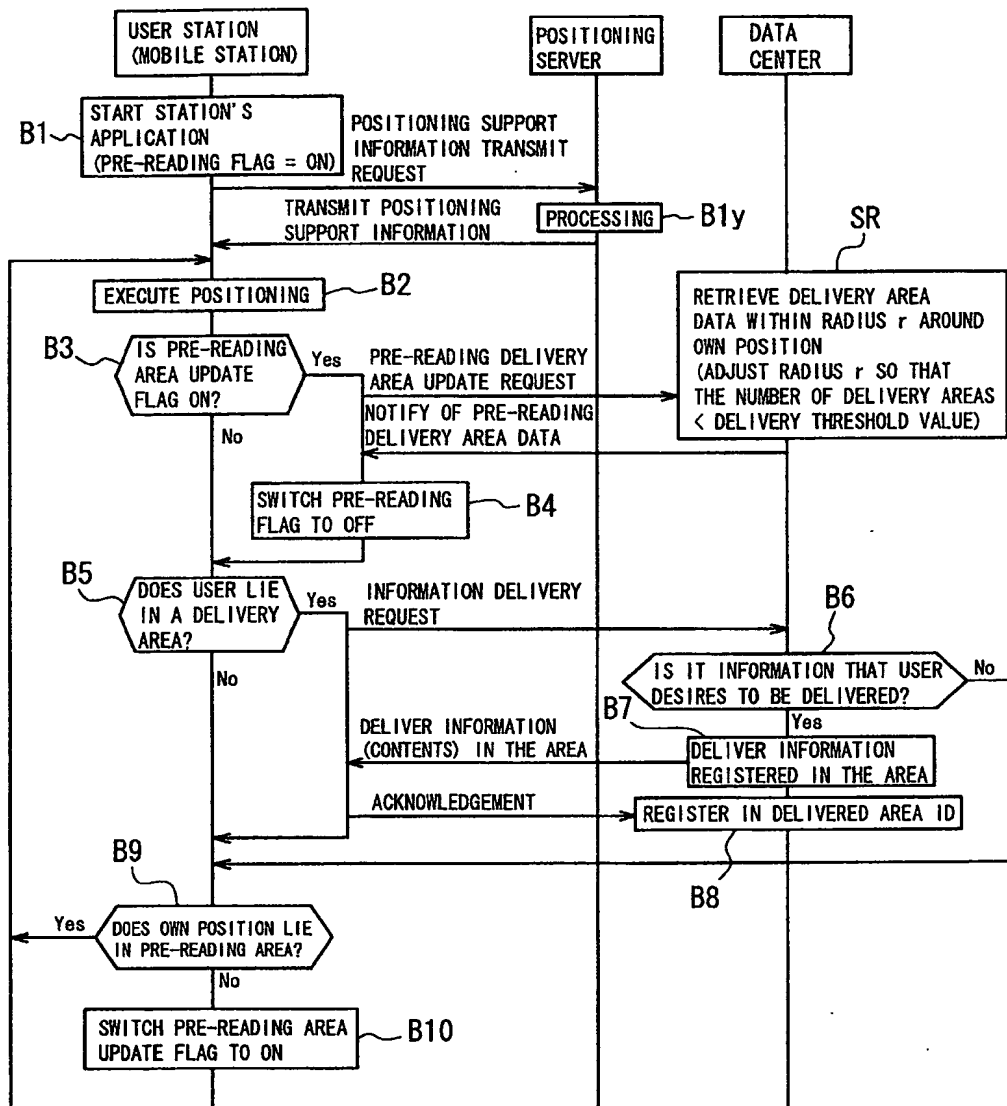 USER STATION
(MOBILE STATION)
POSITIONING
SERVER
DATA
CENTER
B1
START STATION'S
APPLICATION
(PRE-READING FLAG = ON)
POSITIONING SUPPORT
INFORMATION TRANSMIT
REQUEST
PROCESSING
B1y
TRANSMIT POSITIONING
SUPPORT INFORMATION
SR
EXECUTE POSITIONING
B2
RETRIEVE DELIVERY AREA
DATA WITHIN RADIUS r AROUND
OWN POSITION
(ADJUST RADIUS r SO THAT
THE NUMBER OF DELIVERY AREAS
< DELIVERY THRESHOLD VALUE)
B3
IS PRE-READING
AREA UPDATE
FLAG ON?
Yes
PRE-READING DELIVERY
AREA UPDATE REQUEST
NOTIFY OF PRE-READING
DELIVERY AREA DATA
No
SWITCH PRE-READING
FLAG TO OFF
B4
B5
DOES USER LIE
IN A DELIVERY
AREA?
Yes
INFORMATION DELIVERY
REQUEST
B6
No
IS IT INFORMATION THAT USER
DESIRES TO BE DELIVERED?
No
Yes
B7
DELIVER INFORMATION
(CONTENTS) IN THE AREA
DELIVER INFORMATION
REGISTERED IN THE AREA
ACKNOWLEDGEMENT
REGISTER IN DELIVERED AREA ID
B8
B9
Yes
DOES OWN POSITION LIE
IN PRE-READING AREA?
No
SWITCH PRE-READING AREA
UPDATE FLAG TO ON
B10